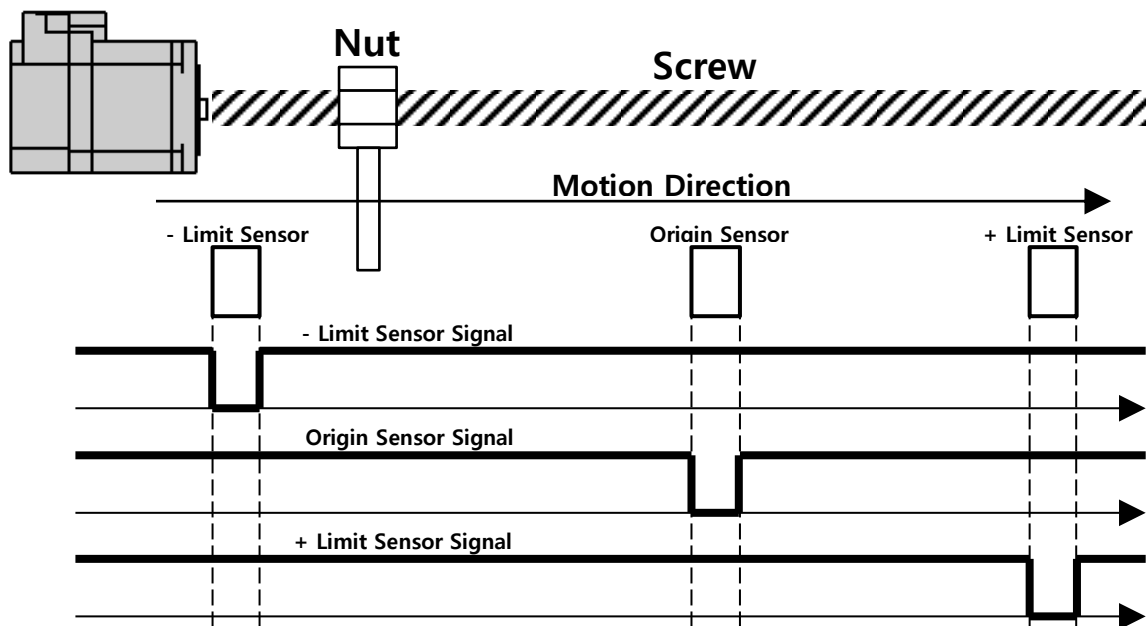 Nut
Screw
Motion Direction
- Limit Sensor
Origin Sensor
+ Limit Sensor
- Limit Sensor Signal
Origin Sensor Signal
+ Limit Sensor Signal